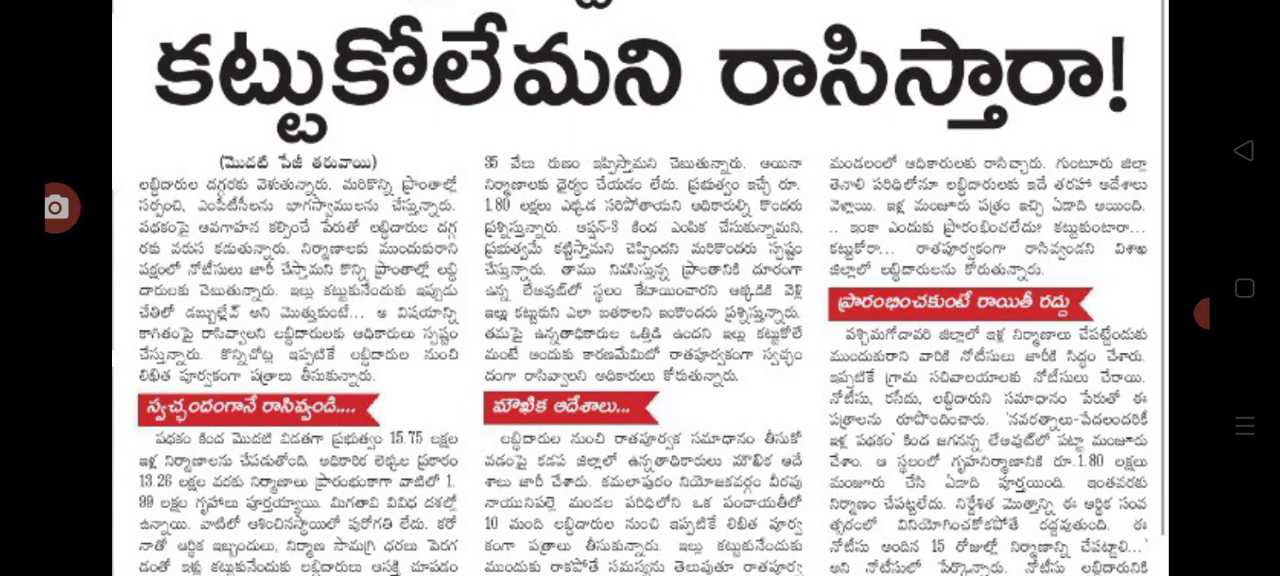 కట్టుకోలేమని రాసిస్తారా!
(మొదటి పేజీ తరువాయి)
లబ్ధిదారుల దగ్గరకు వెళుతున్నారు. మరికొన్ని ప్రాంతాల్లో
సర్పంచి, ఎంపీటీసీలను భాగస్వాములను చేస్తున్నారు.
పథకంపై అవగాహన కల్పించే పేరుతో లబ్ధిదారుల దగ్గ
రకు వరుస కడుతున్నారు. నిర్మాణాలకు ముందుకురాని
పక్షంలో నోటీసులు జారీ చేస్తామని కొన్ని ప్రాంతాల్లో లబ్ధి
దారులకు చెబుతున్నారు. ఇల్లు కట్టుకునేందుకు ఇప్పుడు
చేతిలో డబ్బుల్లేవ్ అని మొత్తుకుంటే... ఆ విషయాన్ని
కాగితంపై రాసివ్వాలని లబ్ధిదారులకు అధికారులు స్పష్టం
చేస్తున్నారు. కొన్నిచోట్ల ఇప్పటికే లబ్ధిదారుల నుంచి
లిఖిత పూర్వకంగా పత్రాలు తీసుకున్నారు.
స్వచ్ఛందంగానే రాసివ్వండి....
పథకం కింద మొదటి విడతగా ప్రభుత్వం 15.75 లక్షల
ఇళ్ల నిర్మాణాలను చేపడుతోంది. అధికారిక లెక్కల ప్రకారం
13.26 లక్షల వరకు నిర్మాణాలు ప్రారంభంకాగా వాటిలో 1.
99 లక్షల గృహాలు పూర్తయ్యాయి. మిగతావి వివిధ దశల్లో
ఉన్నాయి. వాటిలో ఆశించినస్థాయిలో పురోగతి లేదు. కరో
నాతో ఆర్థిక ఇబ్బందులు, నిర్మాణ సామగ్రి ధరలు పెరగ
డంతో ఇళ్లు కట్టుకునేందుకు లబ్ధిదారులు ఆసక్తి చూపడం
35 వేలు రుణం ఇప్పిస్తామని చెబుతున్నారు. అయినా
నిర్మాణాలకు ధైర్యం చేయడం లేదు. ప్రభుత్వం ఇచ్చే రూ.
1.80 లక్షలు ఎక్కడ సరిపోతాయని అధికారుల్ని కొందరు
ప్రశ్నిస్తున్నారు. ఆప్షన్-3 కింద ఎంపిక చేసుకున్నామని,
ప్రభుత్వమే కట్టిస్తామని చెప్పిందని మరికొందరు స్పష్టం
చేస్తున్నారు. తాము నివసిస్తున్న ప్రాంతానికి దూరంగా
ఉన్న లేఅవుట్‌లో స్థలం కేటాయించారని అక్కడికి వెళ్లి
ఇల్లు కట్టుకుని ఎలా బతకాలని ఇంకొందరు ప్రశ్నిస్తున్నారు.
తమపై ఉన్నతాధికారుల ఒత్తిడి ఉందని ఇల్లు కట్టుకోలే
మంటే అందుకు కారణమేమిటో రాతపూర్వకంగా స్వచ్ఛం
దంగా రాసివ్వాలని అధికారులు కోరుతున్నారు.
మౌఖిక ఆదేశాలు...
లబ్ధిదారుల నుంచి రాతపూర్వక సమాధానం తీసుకో
వడంపై కడప జిల్లాలో ఉన్నతాధికారులు మౌఖిక ఆదే
శాలు జారీ చేశారు. కమలాపురం నియోజకవర్గం వీరపు
నాయునిపల్లె మండల పరిధిలోని ఒక పంచాయతీలో
10 మంది లబ్ధిదారుల నుంచి ఇప్పటికే లిఖిత పూర్వ
కంగా పత్రాలు తీసుకున్నారు. ఇల్లు కట్టుకునేందుకు
ముందుకు రాకపోతే సమస్యను తెలుపుతూ రాతపూర్వ
మండలంలో అధికారులకు రాసిచ్చారు. గుంటూరు జిల్లా
తెనాలి పరిధిలోనూ లబ్ధిదారులకు ఇదే తరహా ఆదేశాలు
వెళ్లాయి. ఇళ్ల మంజూరు పత్రం ఇచ్చి ఏడాది అయింది.
.. ఇంకా ఎందుకు ప్రారంభించలేదు? కట్టుకుంటారా...
కట్టుకోరా... రాతపూర్వకంగా రాసివ్వండని విశాఖ
జిల్లాలో లబ్ధిదారులను కోరుతున్నారు.
ప్రారంభించకుంటే రాయితీ రద్దు
పశ్చిమగోదావరి జిల్లాలో ఇళ్ల నిర్మాణాలు చేపట్టేందుకు
ముందుకురాని వారికి నోటీసులు జారీకి సిద్ధం చేశారు.
ఇప్పటికే గ్రామ సచివాలయాలకు నోటీసులు చేరాయి.
నోటీసు, రసీదు, లబ్ధిదారుని సమాధానం పేరుతో ఈ
పత్రాలను రూపొందించారు. 'నవరత్నాలు-పేదలందరికీ
ఇళ్ల పథకం' కింద జగనన్న లేఅవుట్‌లో పట్టా మంజూరు
చేశాం. ఆ స్థలంలో గృహనిర్మాణానికి రూ.1.80 లక్షలు
మంజూరు చేసి ఏడాది పూర్తయింది. ఇంతవరకు
నిర్మాణం చేపట్టలేదు. నిర్దేశిత మొత్తాన్ని ఈ ఆర్థిక సంవ
త్సరంలో వినియోగించకోకపోతే రద్దవుతుంది. ఈ
నోటీసు అందిన 15 రోజుల్లో నిర్మాణాన్ని చేపట్టాలి...'
అని నోటీసులో పేర్కొన్నారు. నోటీసు లబ్ధిదారునికి